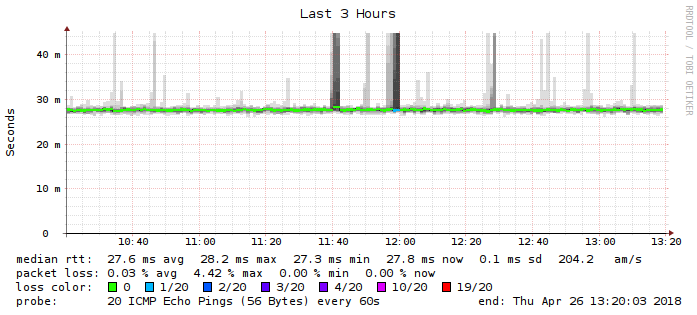 Last 3 Hours
RRDTOOL / TOBI OETIKER
Seconds
40 m
30 m
20 m
10 m
0
10:40 11:00 11:20 11:40 12:00 12:20 12:40 13:00 13:20
median rtt: 27.6 ms avg 28.2 ms max 27.3 ms min 27.8 ms now 0.1 ms sd 204.2 am/s
packet loss: 0.03 % avg 4.42 % max 0.00 % min 0.00 % now
loss color: 0 1/20 2/20 3/20 4/20 10/20 19/20
probe: 20 ICMP Echo Pings (56 Bytes) every 60s end: Thu Apr 26 13:20:03 2018